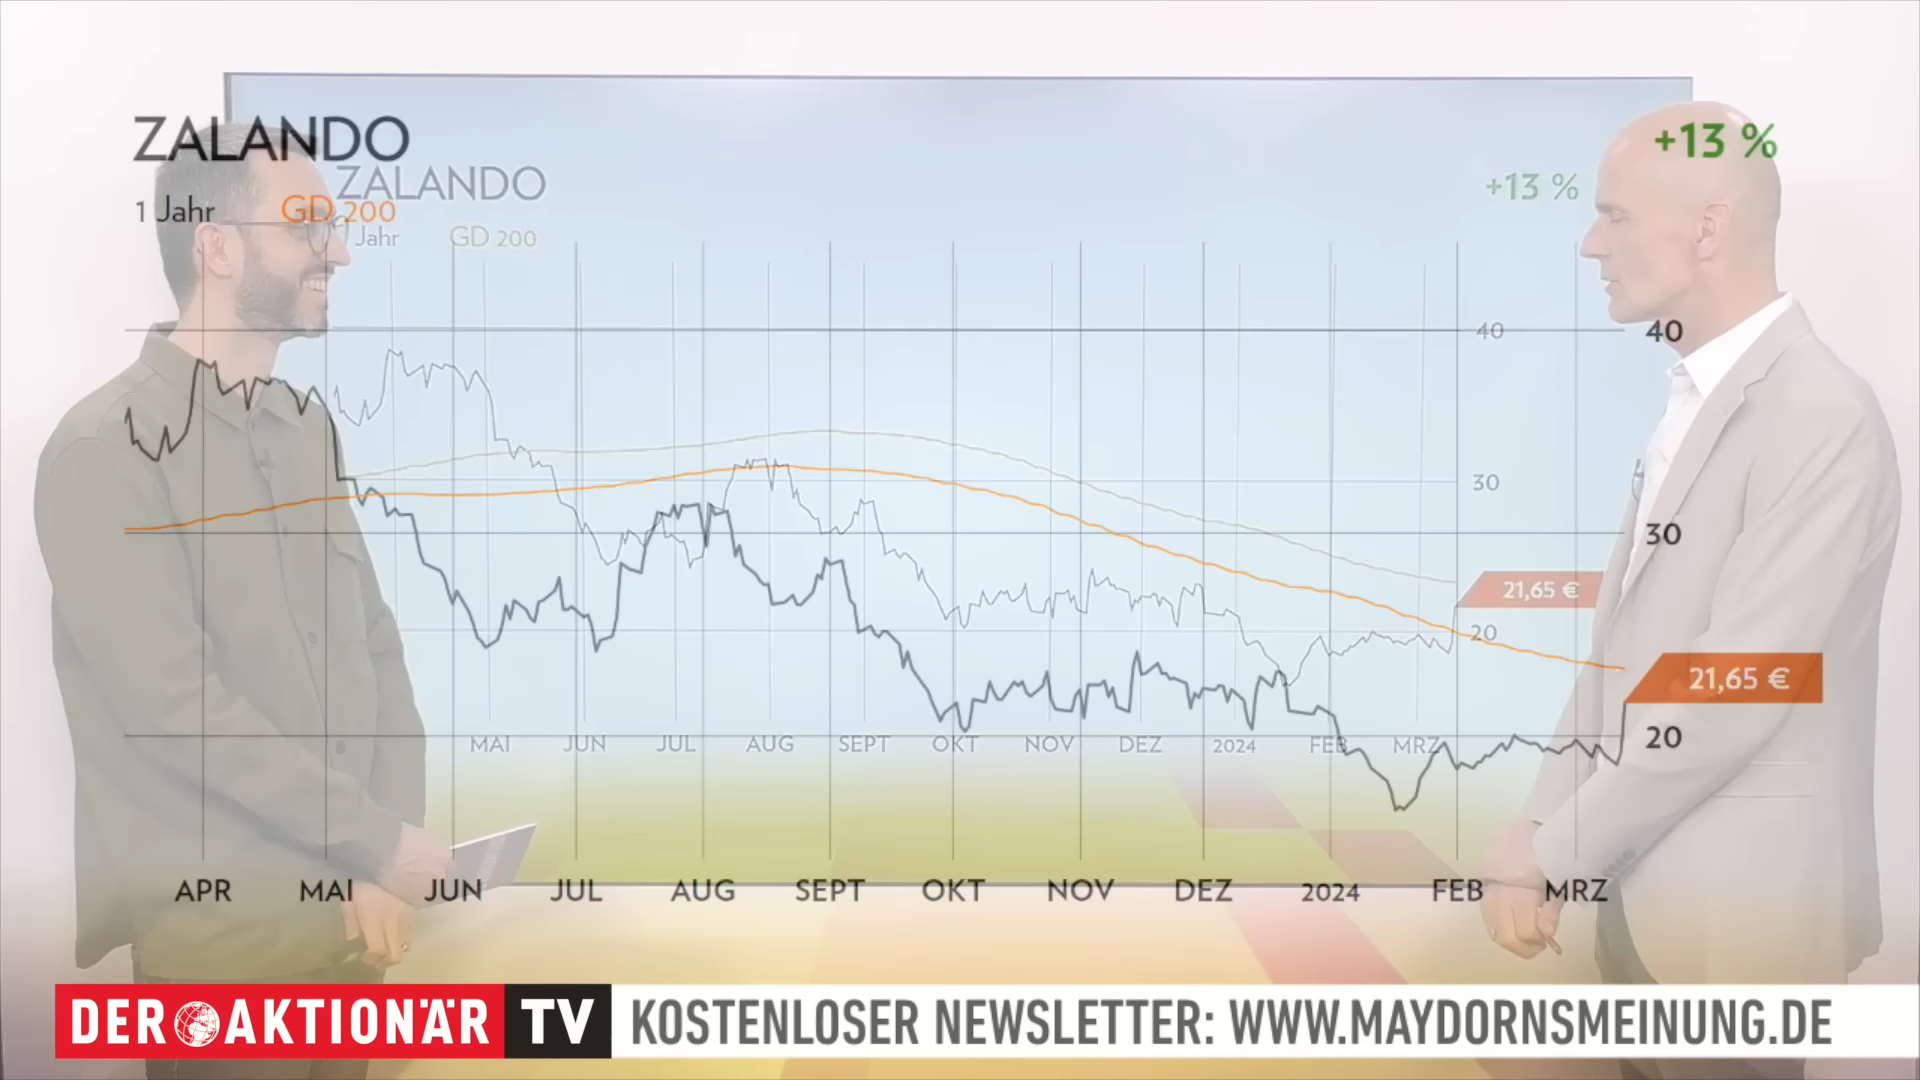 ZALANDO
+13 %
1 Jahr GD 200
ZALANDO
+13 %
Jahr GD 200
40
40
30
30
21,65 €
20
21,65 €
20
MAI JUN JUL AUG SEPT OKT NOV DEZ 2024 FEB MRZ
APR MAI JUN JUL AUG SEPT OKT NOV DEZ 2024 FEB MRZ
DER AKTIONÄR TV KOSTENLOSER NEWSLETTER: WWW.MAYDORNSMEINUNG.DE